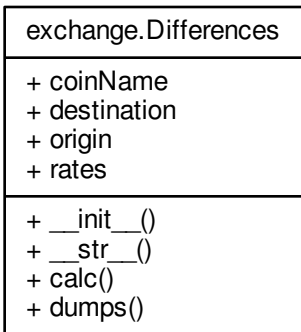 exchange.Differences
+ coinName
+ destination
+ origin
+ rates
+ __init__()
+ __str__()
+ calc()
+ dumps()